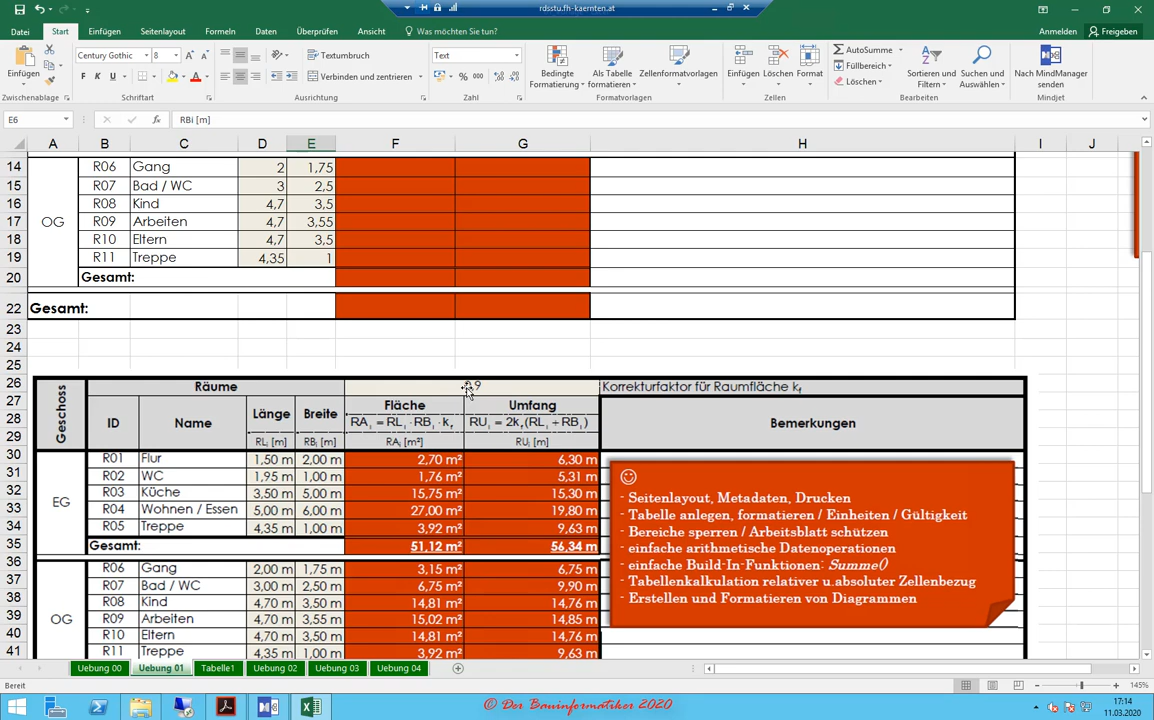 rdsstu.fh-kaernten.at
Datei Start Einfügen Seitenlayout Formeln Daten Überprüfen Ansicht Was möchten Sie tun? Anmelden Freigeben
Einfügen
Century Gothic 8
F K U
Textumbruch
Verbinden und zentrieren
Text
Bedingte Formatierung
Als Tabelle formatieren
Zellenformatvorlagen
Einfügen Löschen Format
AutoSumme
Füllbereich
Löschen
Sortieren und Filtern
Suchen und Auswählen
Nach MindManager senden
Zwischenablage Schriftart Ausrichtung Zahl Formatvorlagen Zellen Bearbeiten Mindjet
E6 fx RBi [m]
A B C D E F G H I J
14 R06 Gang 2 1,75
15 R07 Bad / WC 3 2,5
16 R08 Kind 4,7 3,5
17 OG R09 Arbeiten 4,7 3,55
18 R10 Eltern 4,7 3,5
19 R11 Treppe 4,35 1
20 Gesamt:
22 Gesamt:
23
24
25
26 Geschoss Räume Korrekturfaktor für Raumfläche kf
27 ID Name Länge Breite Fläche Umfang Bemerkungen
28 RAi = RLi · RBi · kf RUi = 2kf(RLi + RBi)
29 RLi [m] RBi [m] RAi [m²] RUi [m]
30 R01 Flur 1,50 m 2,00 m 2,70 m² 6,30 m
31 R02 WC 1,95 m 1,00 m 1,76 m² 5,31 m
32 EG R03 Küche 3,50 m 5,00 m 15,75 m² 15,30 m
33 R04 Wohnen / Essen 5,00 m 6,00 m 27,00 m² 19,80 m
34 R05 Treppe 4,35 m 1,00 m 3,92 m² 9,63 m
35 Gesamt: 51,12 m² 56,34 m
36 R06 Gang 2,00 m 1,75 m 3,15 m² 6,75 m
37 R07 Bad / WC 3,00 m 2,50 m 6,75 m² 9,90 m
38 R08 Kind 4,70 m 3,50 m 14,81 m² 14,76 m
39 OG R09 Arbeiten 4,70 m 3,55 m 15,02 m² 14,85 m
40 R10 Eltern 4,70 m 3,50 m 14,81 m² 14,76 m
41 R11 Treppe 4,35 m 1,00 m 3,92 m² 9,63 m
☺
- Seitenlayout, Metadaten, Drucken
- Tabelle anlegen, formatieren / Einheiten / Gültigkeit
- Bereiche sperren / Arbeitsblatt schützen
- einfache arithmetische Datenoperationen
- einfache Build-In-Funktionen: Summe()
- Tabellenkalkulation relativer u.absoluter Zellenbezug
- Erstellen und Formatieren von Diagrammen
Uebung 00 Uebung 01 Tabelle1 Uebung 02 Uebung 03 Uebung 04
Bereit 145%
© Der Bauinformatiker 2020
17:14
11.03.2020